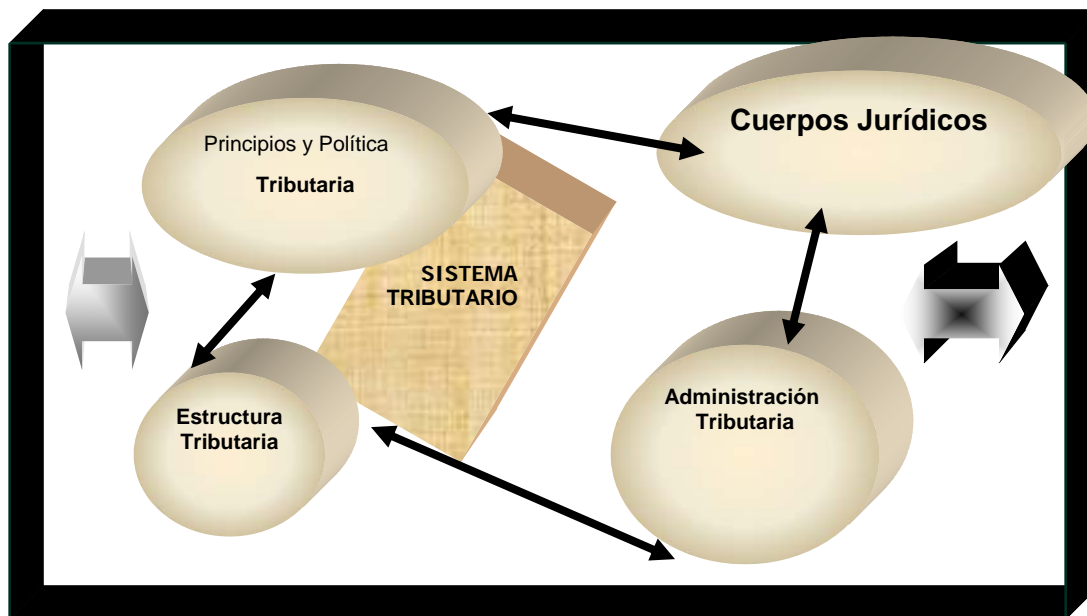 Principios y Política
Tributaria
Cuerpos Jurídicos
SISTEMA
TRIBUTARIO
Estructura
Tributaria
Administración
Tributaria